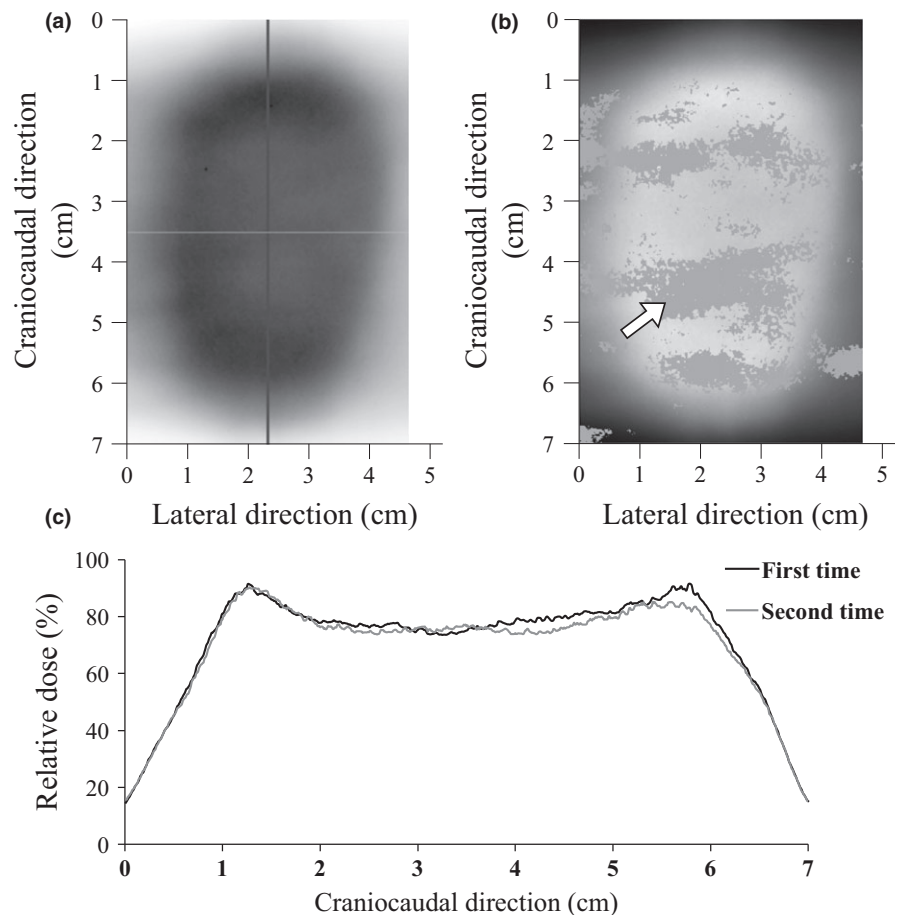 (a)
0
1
2
3
4
5
6
7
Craniocaudal direction
(cm)
0 1 2 3 4 5
Lateral direction (cm)
(b)
0
1
2
3
4
5
6
7
Craniocaudal direction
(cm)
0 1 2 3 4 5
Lateral direction (cm)
(c)
100
80
60
40
20
0
Relative dose (%)
First time
Second time
0 1 2 3 4 5 6 7
Craniocaudal direction (cm)